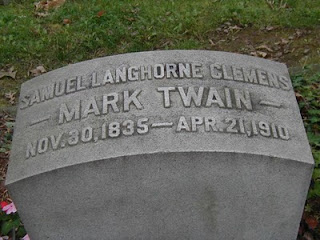 SAMUEL LANGHORNE CLEMENS
— MARK TWAIN —
NOV. 30, 1835 — APR. 21, 1910